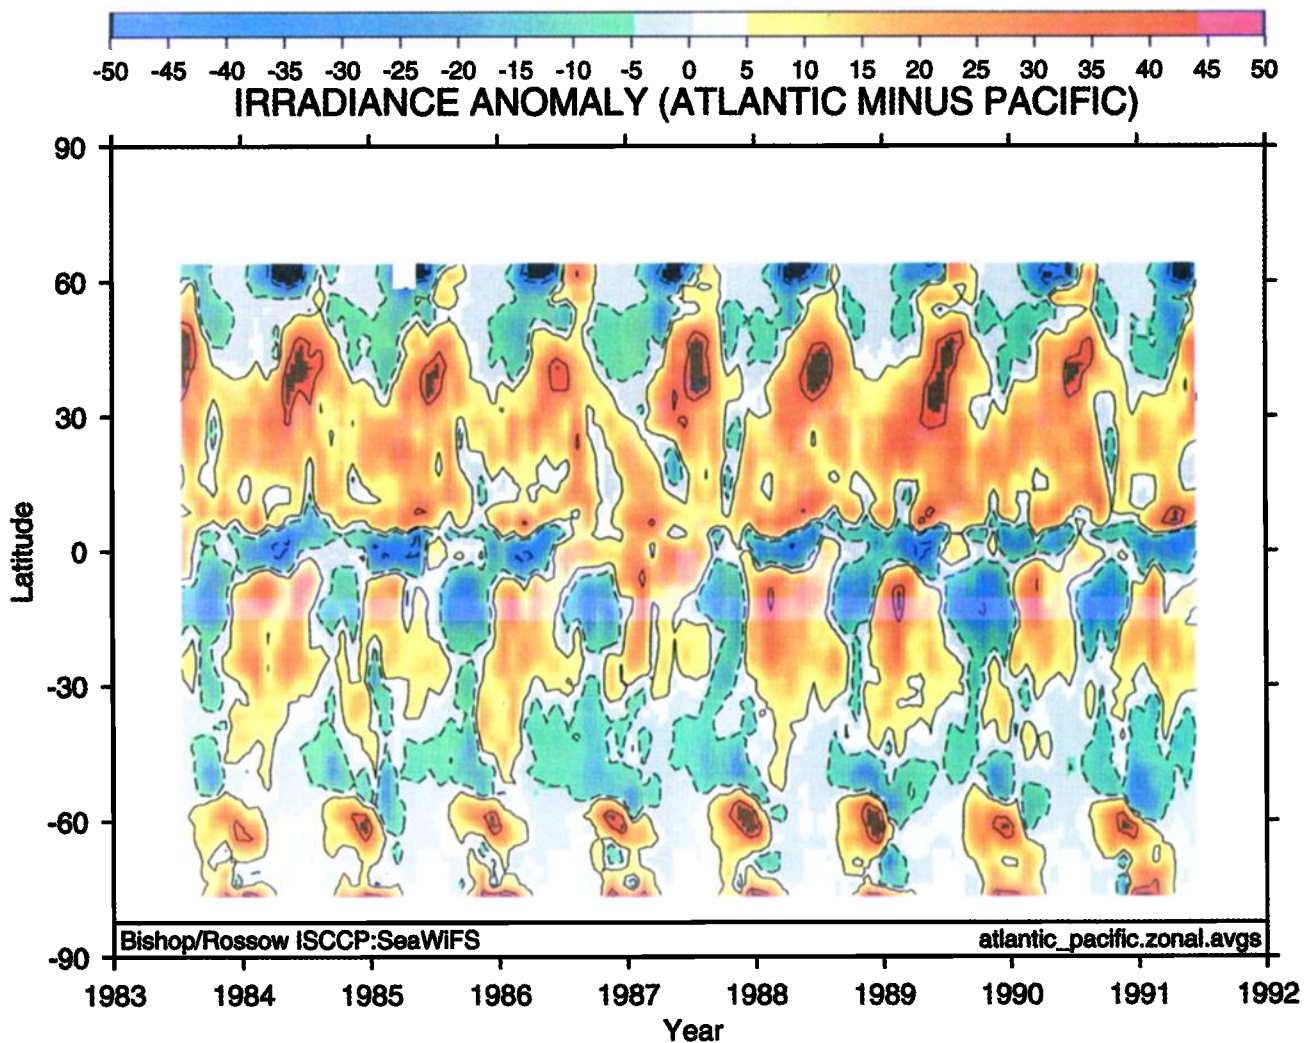 -50 -45 -40 -35 -30 -25 -20 -15 -10 -5 0 5 10 15 20 25 30 35 40 45 50
IRRADIANCE ANOMALY (ATLANTIC MINUS PACIFIC)
90
60
30
0
-30
-60
-90
Latitude
Bishop/Rossow ISCCP:SeaWiFS atlantic_pacific.zonal.avgs
1983 1984 1985 1986 1987 1988 1989 1990 1991 1992
Year